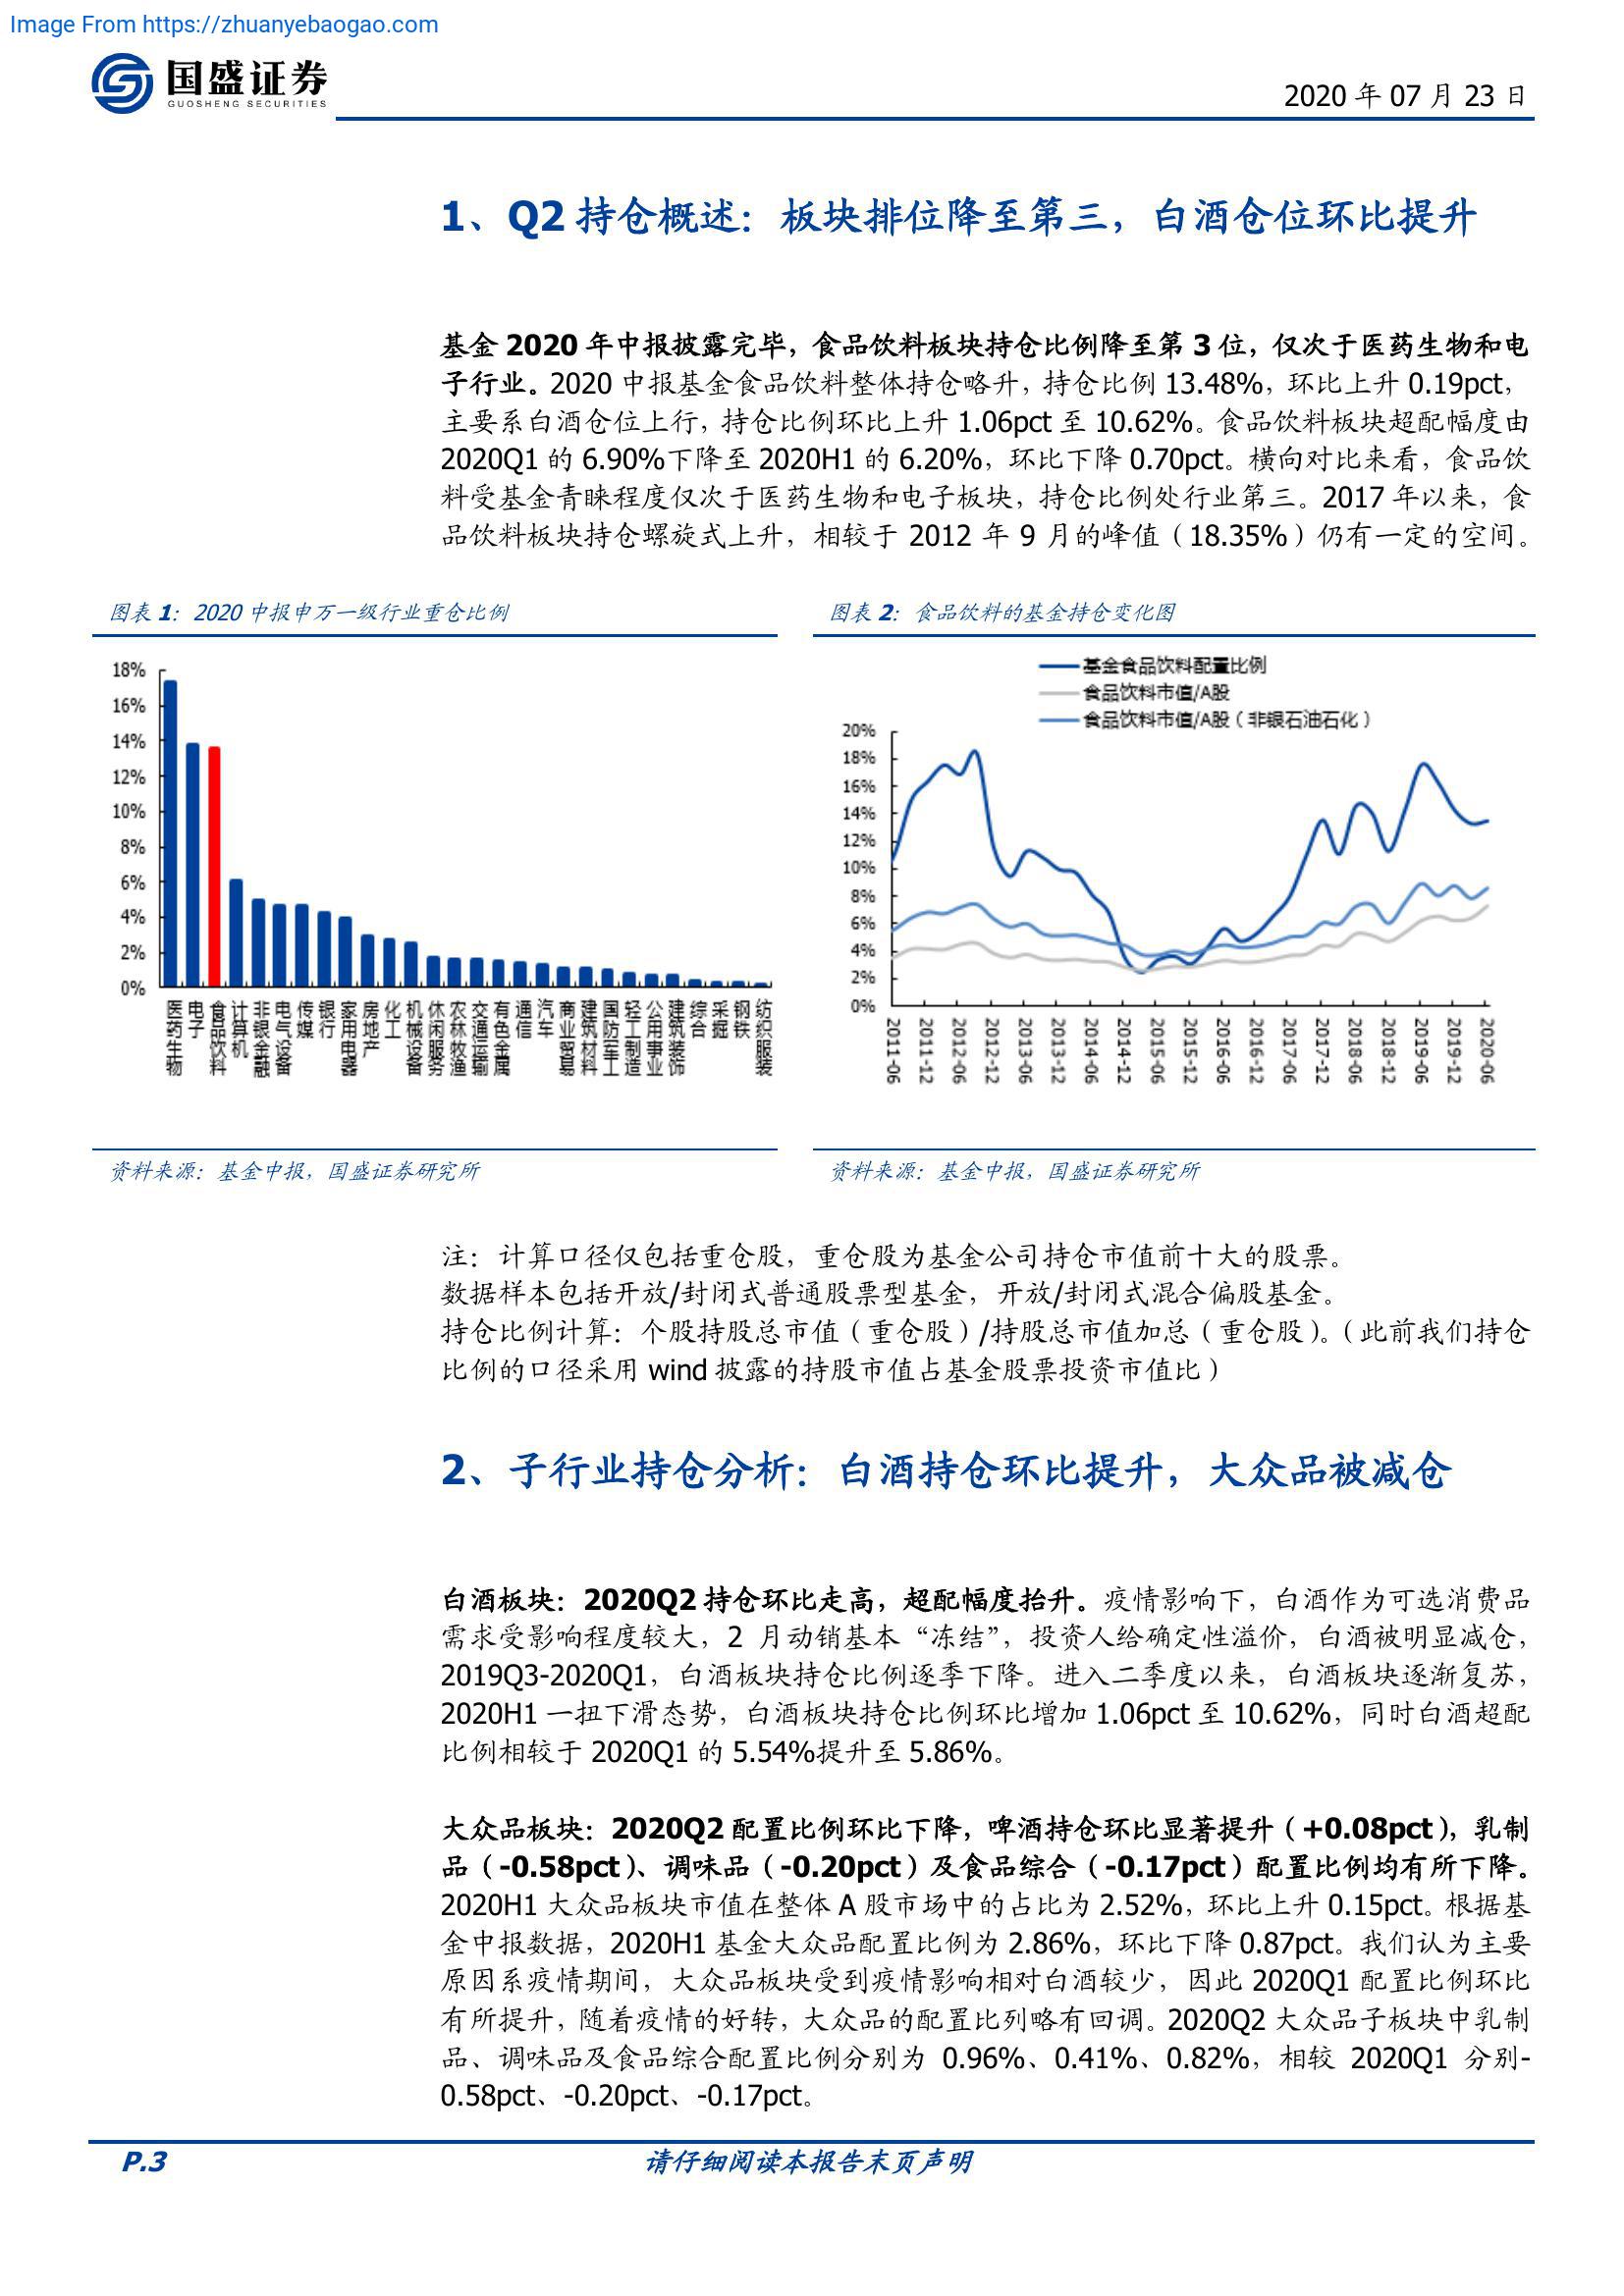 Image From https://zhuanyebaogao.com
国盛证券
GUOSHENG SECURITIES
2020 年 07 月 23 日
1、Q2 持仓概述：板块排位降至第三，白酒仓位环比提升
基金 2020 年中报披露完毕，食品饮料板块持仓比例降至第 3 位，仅次于医药生物和电
子行业。2020 中报基金食品饮料整体持仓略升，持仓比例 13.48%，环比上升 0.19pct，
主要系白酒仓位上行，持仓比例环比上升 1.06pct 至 10.62%。食品饮料板块超配幅度由
2020Q1 的 6.90%下降至 2020H1 的 6.20%，环比下降 0.70pct。横向对比来看，食品饮
料受基金青睐程度仅次于医药生物和电子板块，持仓比例处行业第三。2017 年以来，食
品饮料板块持仓螺旋式上升，相较于 2012 年 9 月的峰值（18.35%）仍有一定的空间。
图表 1：2020 中报申万一级行业重仓比例
18%
16%
14%
12%
10%
8%
6%
4%
2%
0%
医药生物
电子
食品饮料
计算机
非银金融
电气设备
传媒
银行
家用电器
房地产
化工
机械设备
休闲服务
农林牧渔
交通运输
有色金属
通信
汽车
商业贸易
建筑材料
国防军工
轻工制造
公用事业
建筑装饰
综合
采掘
钢铁
纺织服装
资料来源：基金中报，国盛证券研究所
图表 2：食品饮料的基金持仓变化图
基金食品饮料配置比例
食品饮料市值/A股
食品饮料市值/A股（非银石油石化）
20%
18%
16%
14%
12%
10%
8%
6%
4%
2%
0%
2011-06
2011-12
2012-06
2012-12
2013-06
2013-12
2014-06
2014-12
2015-06
2015-12
2016-06
2016-12
2017-06
2017-12
2018-06
2018-12
2019-06
2019-12
2020-06
资料来源：基金中报，国盛证券研究所
注：计算口径仅包括重仓股，重仓股为基金公司持仓市值前十大的股票。
数据样本包括开放/封闭式普通股票型基金，开放/封闭式混合偏股基金。
持仓比例计算：个股持股总市值（重仓股）/持股总市值加总（重仓股）。（此前我们持仓
比例的口径采用 wind 披露的持股市值占基金股票投资市值比）
2、子行业持仓分析：白酒持仓环比提升，大众品被减仓
白酒板块：2020Q2 持仓环比走高，超配幅度抬升。疫情影响下，白酒作为可选消费品
需求受影响程度较大，2 月动销基本“冻结”，投资人给确定性溢价，白酒被明显减仓，
2019Q3-2020Q1，白酒板块持仓比例逐季下降。进入二季度以来，白酒板块逐渐复苏，
2020H1 一扭下滑态势，白酒板块持仓比例环比增加 1.06pct 至 10.62%，同时白酒超配
比例相较于 2020Q1 的 5.54%提升至 5.86%。
大众品板块：2020Q2 配置比例环比下降，啤酒持仓环比显著提升（+0.08pct），乳制
品（-0.58pct）、调味品（-0.20pct）及食品综合（-0.17pct）配置比例均有所下降。
2020H1 大众品板块市值在整体 A 股市场中的占比为 2.52%，环比上升 0.15pct。根据基
金中报数据，2020H1 基金大众品配置比例为 2.86%，环比下降 0.87pct。我们认为主要
原因系疫情期间，大众品板块受到疫情影响相对白酒较少，因此 2020Q1 配置比例环比
有所提升，随着疫情的好转，大众品的配置比列略有回调。2020Q2 大众品子板块中乳制
品、调味品及食品综合配置比例分别为 0.96%、0.41%、0.82%，相较 2020Q1 分别-
0.58pct、-0.20pct、-0.17pct。
P.3
请仔细阅读本报告末页声明